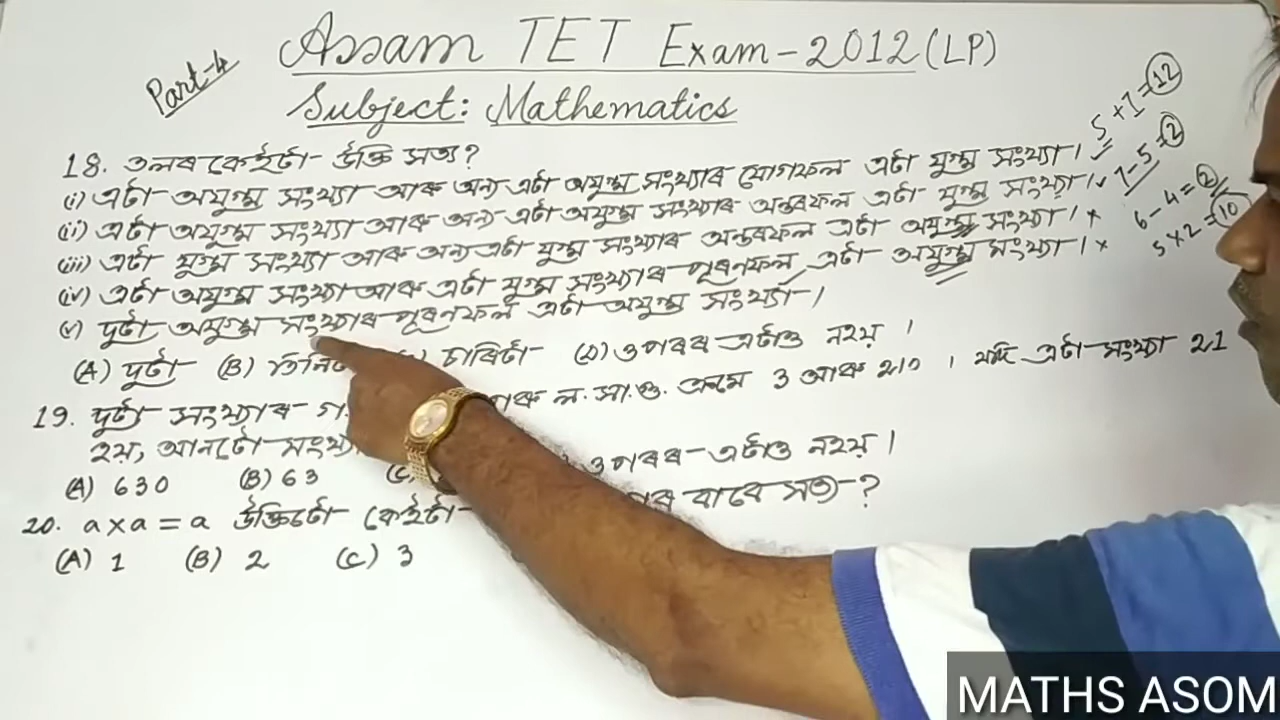 Assam TET Exam-2012 (LP)
Part-4
Subject: Mathematics
18. তলৰ কেইটা উক্তি সত্য?
(i) এটা অযুগ্ম সংখ্যা আৰু অন্য এটা অযুগ্ম সংখ্যাৰ যোগফল এটা যুগ্ম সংখ্যা। ✓
(ii) এটা অযুগ্ম সংখ্যা আৰু অন্য এটা অযুগ্ম সংখ্যাৰ অন্তৰফল এটা যুগ্ম সংখ্যা। ✓
(iii) এটা যুগ্ম সংখ্যা আৰু অন্য এটা যুগ্ম সংখ্যাৰ অন্তৰফল এটা অযুগ্ম সংখ্যা। ×
(iv) এটা অযুগ্ম সংখ্যা আৰু এটা যুগ্ম সংখ্যাৰ পূৰণফল এটা অযুগ্ম সংখ্যা। ×
(v) দুটা অযুগ্ম সংখ্যাৰ পূৰণফল এটা অযুগ্ম সংখ্যা।
(A) দুটা (B) চাৰিটা (D) ওপৰৰ এটাও নহয়।
5+7=12
7-5=2
6-4=2
5×2=10
19. দুটা সংখ্যাৰ গ. ল.সা.গু. ক্ৰমে 3 আৰু 210। যদি এটা সংখ্যা 21
হয়, আনটো ওপৰৰ এটাও নহয়।
(A) 630 (B) 63 (C)
20. a×a=a উক্তিটো কেইটা বাবে সত্য?
(A) 1 (B) 2 (C) 3
MATHS ASOM